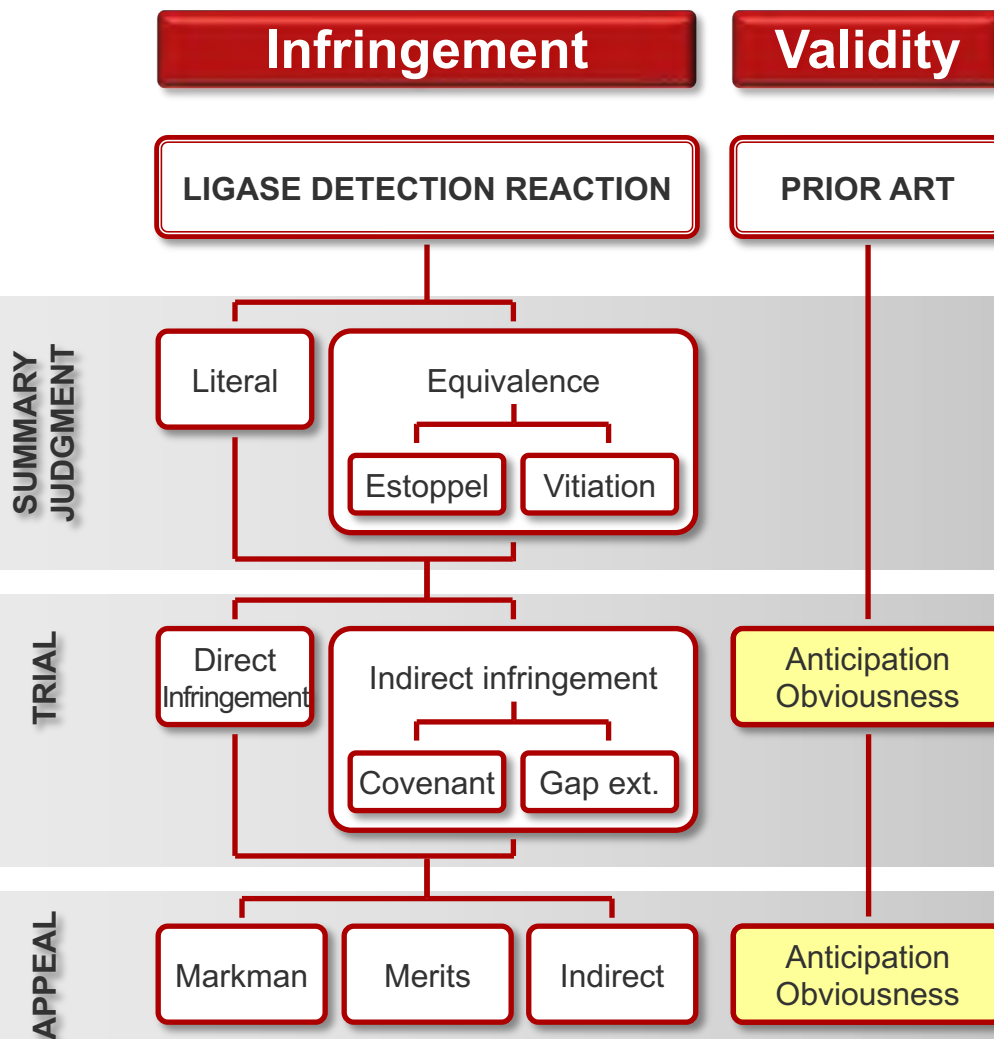 Infringement
Validity
LIGASE DETECTION REACTION
PRIOR ART
SUMMARY
JUDGMENT
Literal
Equivalence
Estoppel
Vitiation
TRIAL
Direct
Infringement
Indirect infringement
Covenant
Gap ext.
Anticipation
Obviousness
APPEAL
Markman
Merits
Indirect
Anticipation
Obviousness